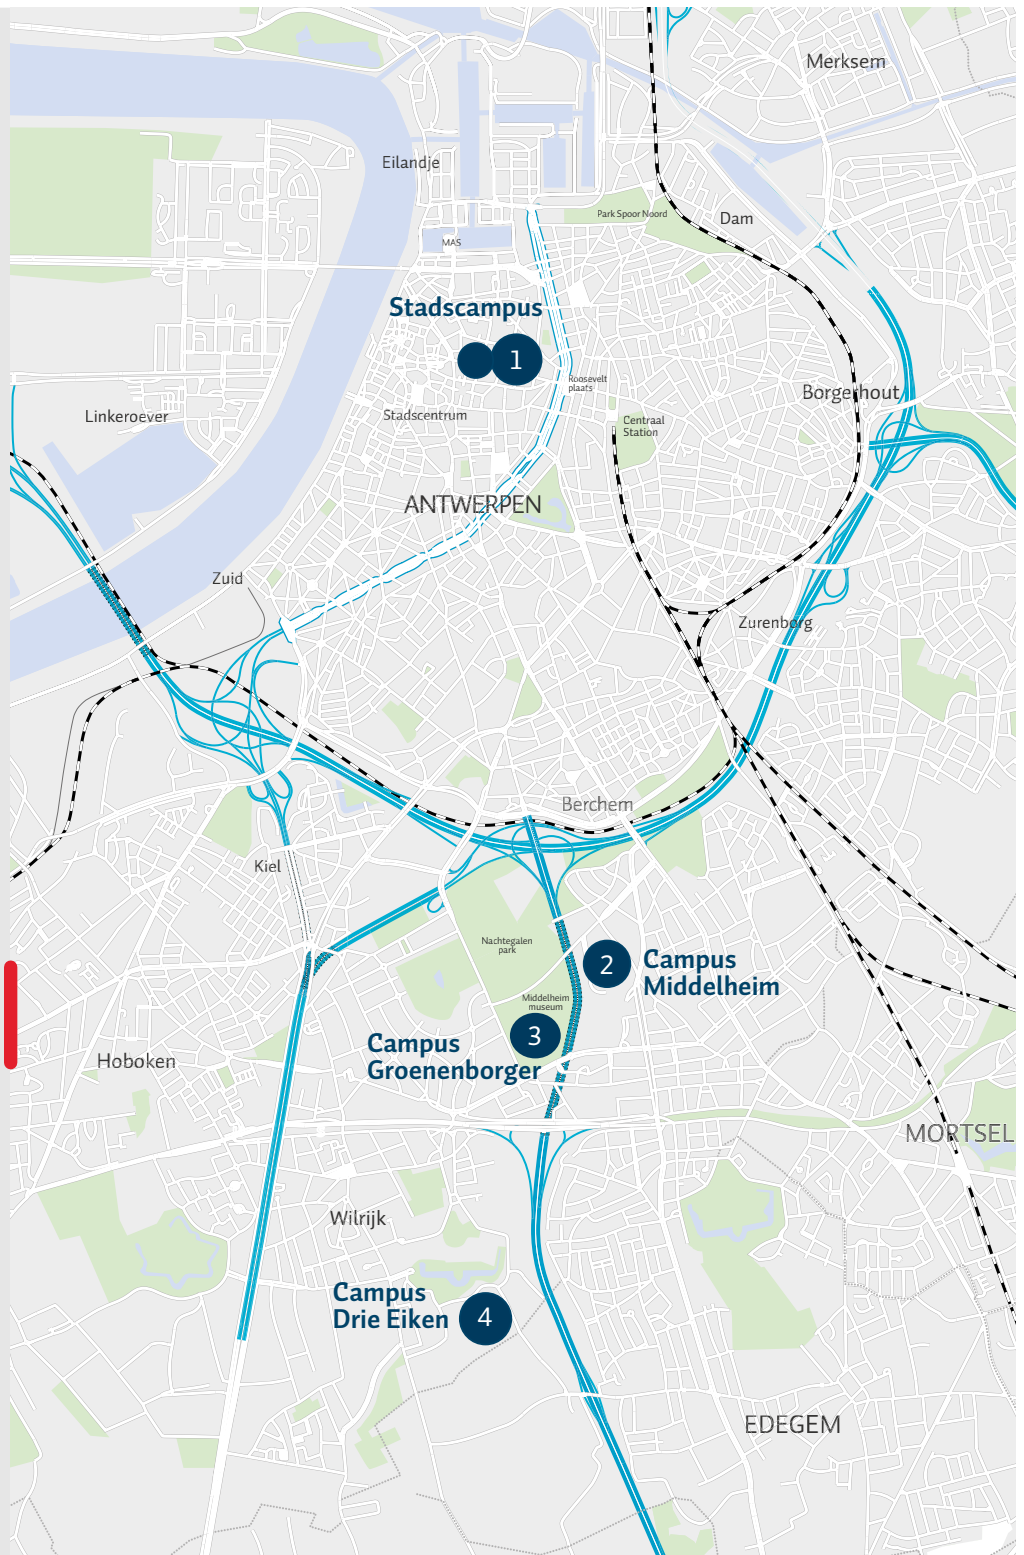 Merksem
Eilandje
Park Spoor Noord
Dam
MAS
Stadscampus
1
Roosevelt
plaats
Borgerhout
Linkeroever
Stadscentrum
Centraal
Station
ANTWERPEN
Zuid
Zurenborg
Berchem
Kiel
Nachtegalen
park
2
Campus
Middelheim
Middelheim
museum
3
Campus
Groenenborger
Hoboken
MORTSEL
Wilrijk
Campus
Drie Eiken
4
EDEGEM